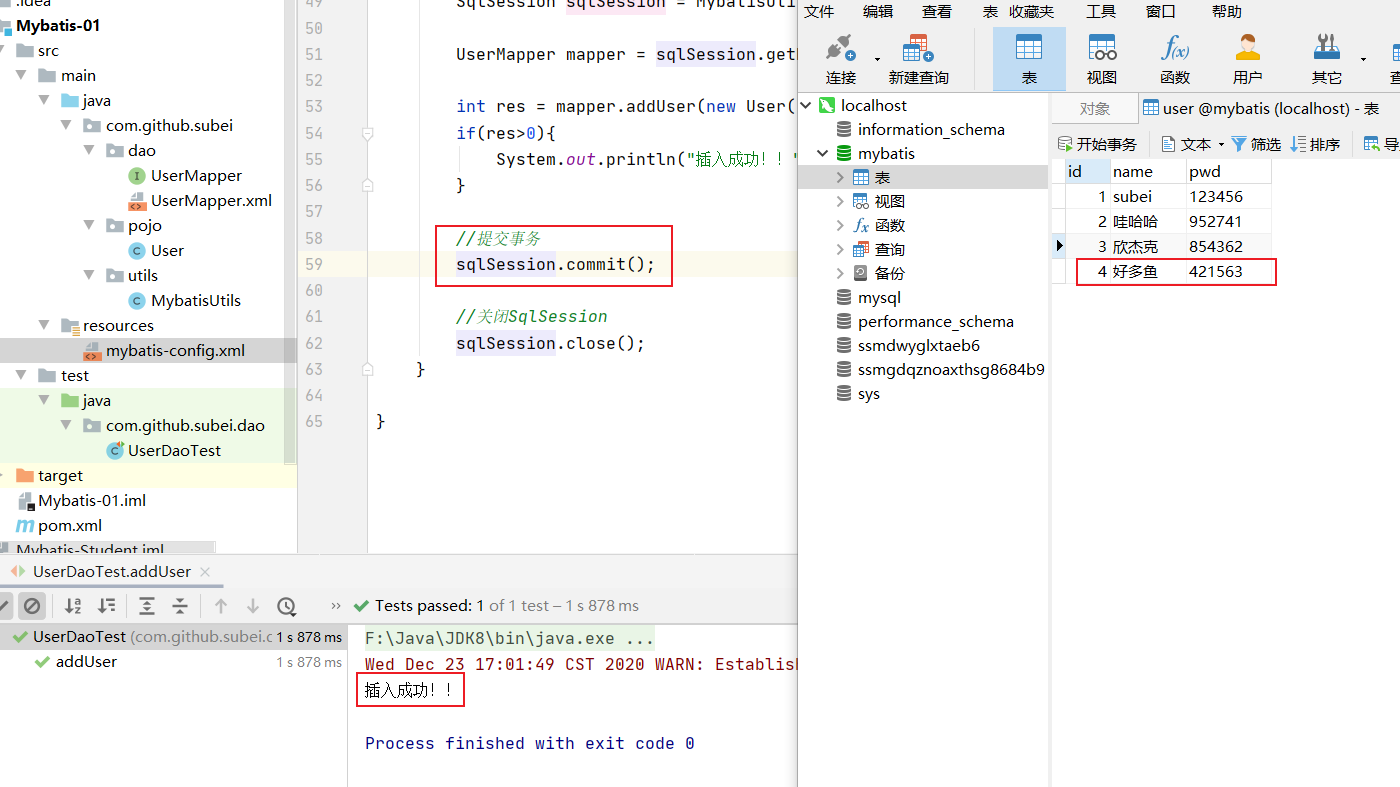 .idea
Mybatis-01
src
main
java
com.github.subei
dao
UserMapper
UserMapper.xml
pojo
User
utils
MybatisUtils
resources
mybatis-config.xml
test
java
com.github.subei.dao
UserDaoTest
target
Mybatis-01.iml
pom.xml
Mybatis-Student.iml
49 SqlSession sqlSession = MybatisUti
50
51 UserMapper mapper = sqlSession.get
52
53 int res = mapper.addUser(new User(
54 if(res>0){
55 System.out.println("插入成功！！"
56 }
57
58 //提交事务
59 sqlSession.commit();
60
61 //关闭SqlSession
62 sqlSession.close();
63 }
64
65 }
文件 编辑 查看 表 收藏夹 工具 窗口 帮助
连接 新建查询 表 视图 函数 用户 其它
localhost
information_schema
mybatis
表
视图
函数
查询
备份
mysql
performance_schema
ssmdwyglxtaeb6
ssmgdqznoaxthsg8684b9
sys
对象 user @mybatis (localhost) - 表
开始事务 文本 筛选 排序 导
id name pwd
1 subei 123456
2 哇哈哈 952741
3 欣杰克 854362
4 好多鱼 421563
UserDaoTest.addUser
Tests passed: 1 of 1 test – 1 s 878 ms
UserDaoTest (com.github.subei.c 1 s 878 ms
addUser 1 s 878 ms
F:\Java\JDK8\bin\java.exe ...
Wed Dec 23 17:01:49 CST 2020 WARN: Establis
插入成功！！
Process finished with exit code 0